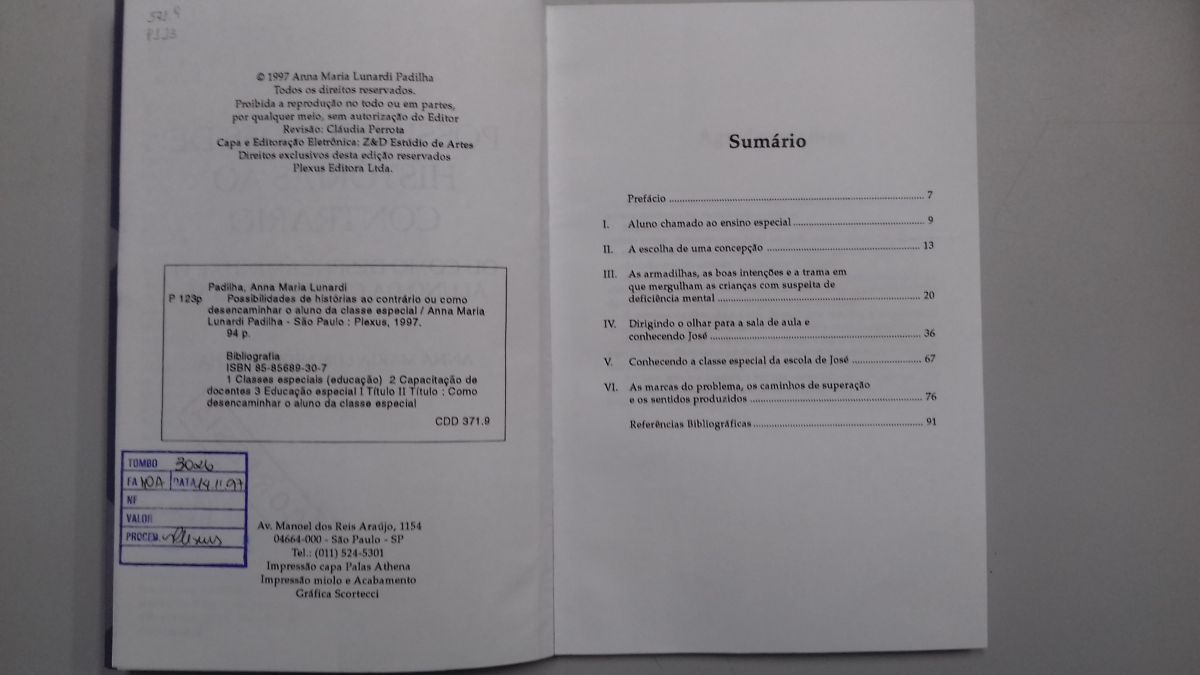 © 1997 Anna Maria Lunardi Padilha
Todos os direitos reservados.
Proibida a reprodução no todo ou em partes,
por qualquer meio, sem autorização do Editor
Revisão: Cláudia Perrota
Capa e Editoração Eletrônica: Z&D Estúdio de Artes
Direitos exclusivos desta edição reservados
Plexus Editora Ltda.
Padilha, Anna Maria Lunardi
P 123p Possibilidades de histórias ao contrário ou como
desencaminhar o aluno da classe especial / Anna Maria
Lunardi Padilha - São Paulo : Plexus, 1997.
94 p.
Bibliografia
ISBN 85-85689-30-7
1 Classes especiais (educação) 2 Capacitação de
docentes 3 Educação especial I Título II Título : Como
desencaminhar o aluno da classe especial
CDD 371.9
TOMBO 3026
DATA 14.11.97
NF
VALOR
PROCED. Plexus
Av. Manoel dos Reis Araújo, 1154
04664-000 - São Paulo - SP
Tel.: (011) 524-5301
Impressão capa Palas Athena
Impressão miolo e Acabamento
Gráfica Scortecci
Sumário
Prefácio 7
I. Aluno chamado ao ensino especial 9
II. A escolha de uma concepção 13
III. As armadilhas, as boas intenções e a trama em
que mergulham as crianças com suspeita de
deficiência mental 20
IV. Dirigindo o olhar para a sala de aula e
conhecendo José 36
V. Conhecendo a classe especial da escola de José 67
VI. As marcas do problema, os caminhos de superação
e os sentidos produzidos 76
Referências Bibliográficas 91